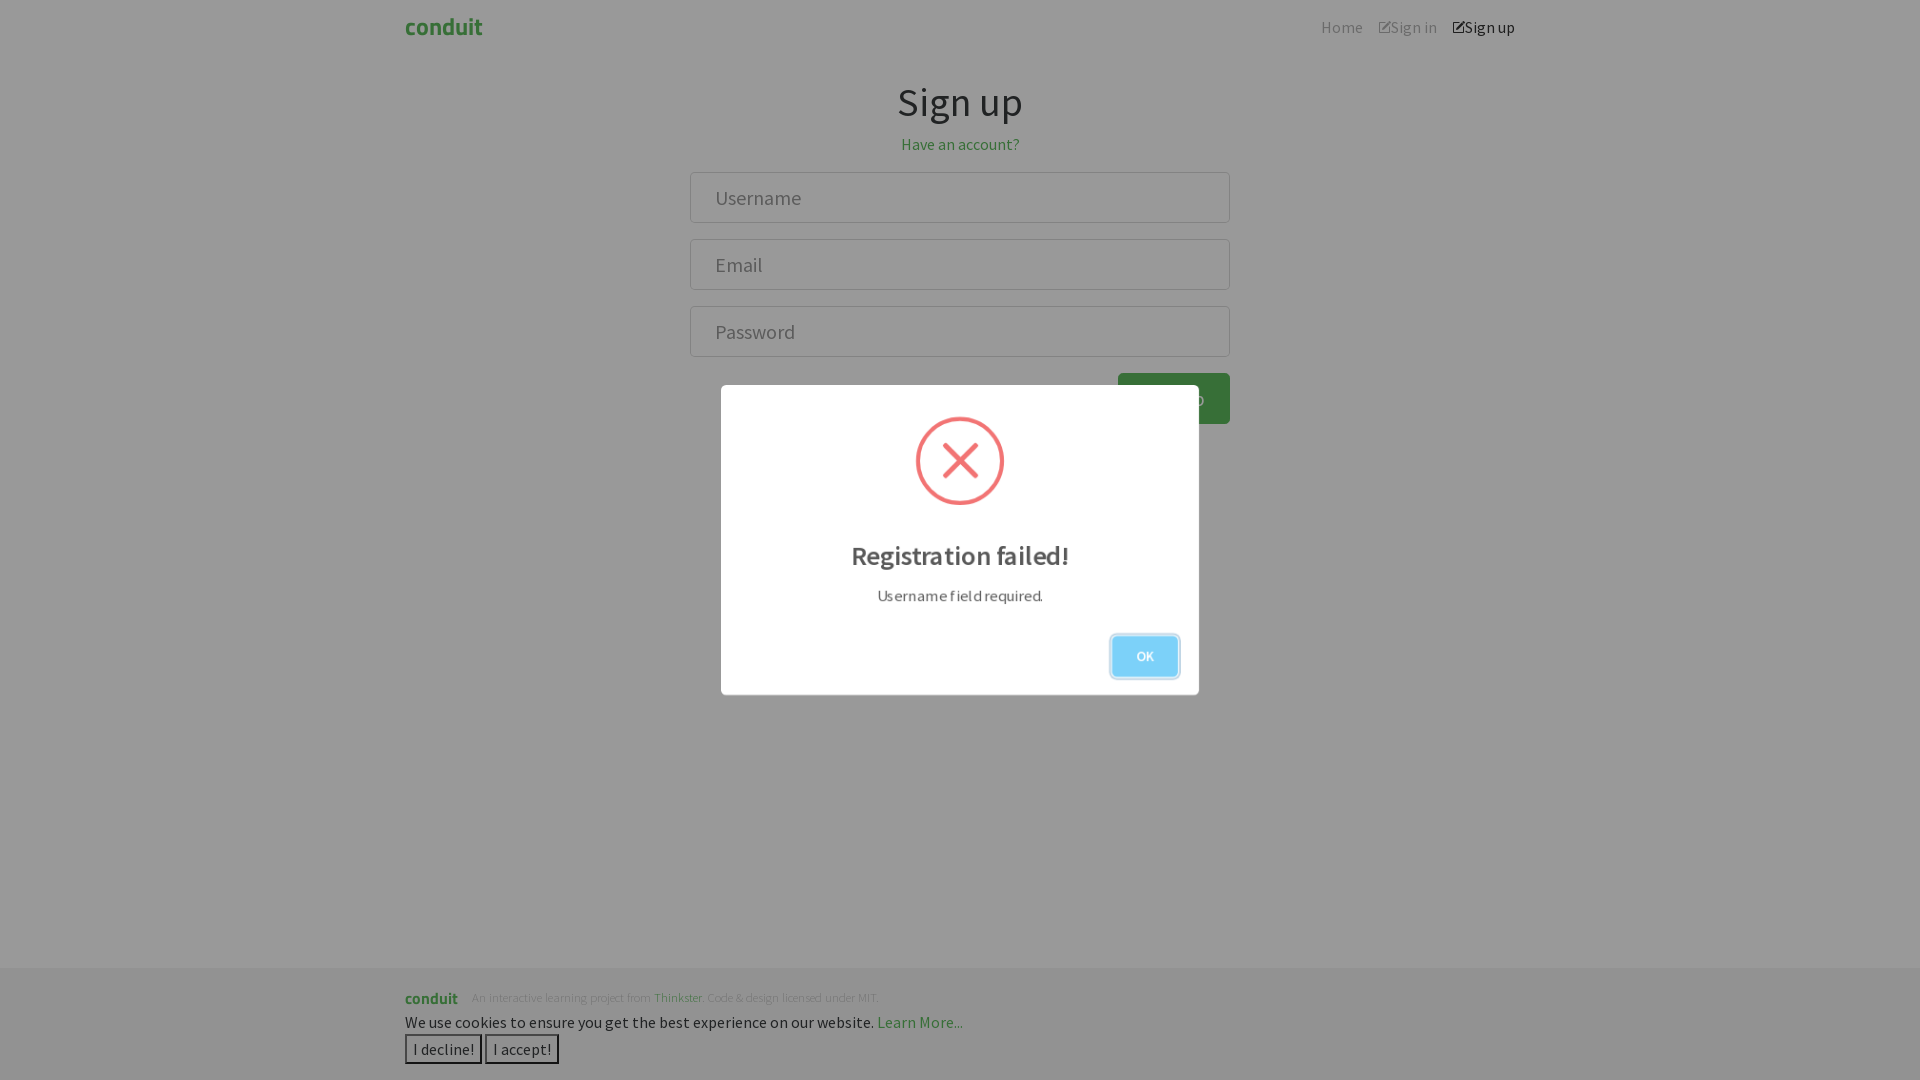 conduit
Home
Sign in
Sign up
Sign up
Have an account?
Username
Email
Password
Registration failed!
Username field required.
OK
conduit An interactive learning project from Thinkster. Code & design licensed under MIT.
We use cookies to ensure you get the best experience on our website. Learn More...
I decline! I accept!